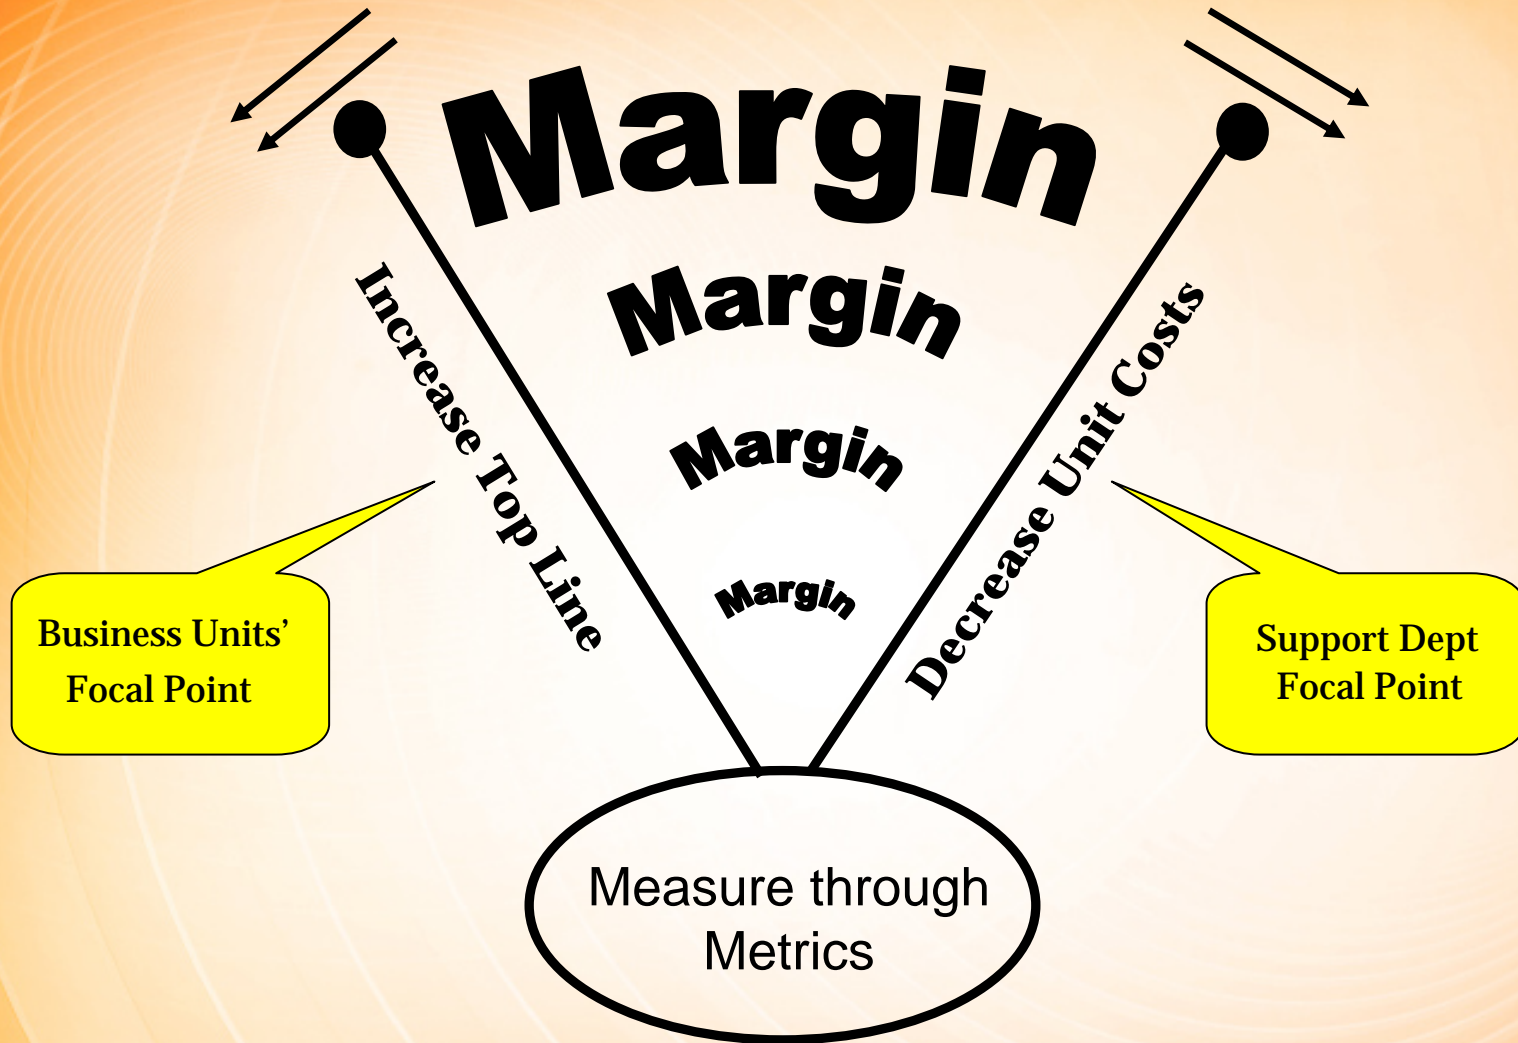 Margin
Margin
Margin
Margin
Increase Top Line
Decrease Unit Costs
Business Units’
Focal Point
Support Dept
Focal Point
Measure through
Metrics